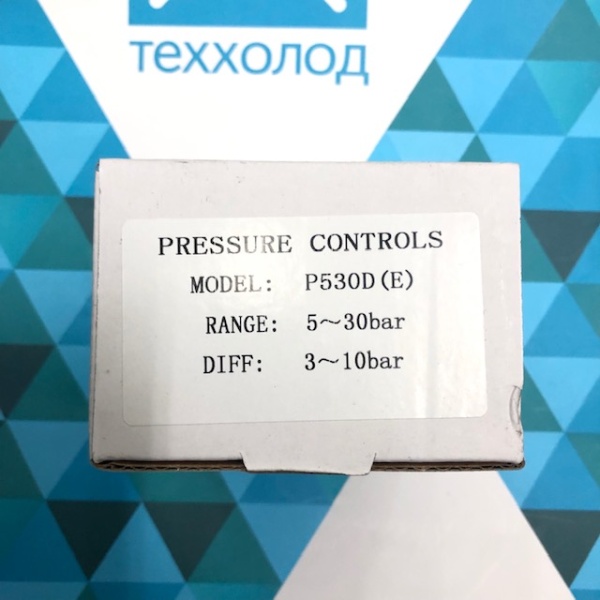 теххолод
PRESSURE CONTROLS
MODEL: P530D(E)
RANGE: 5~30bar
DIFF: 3~10bar